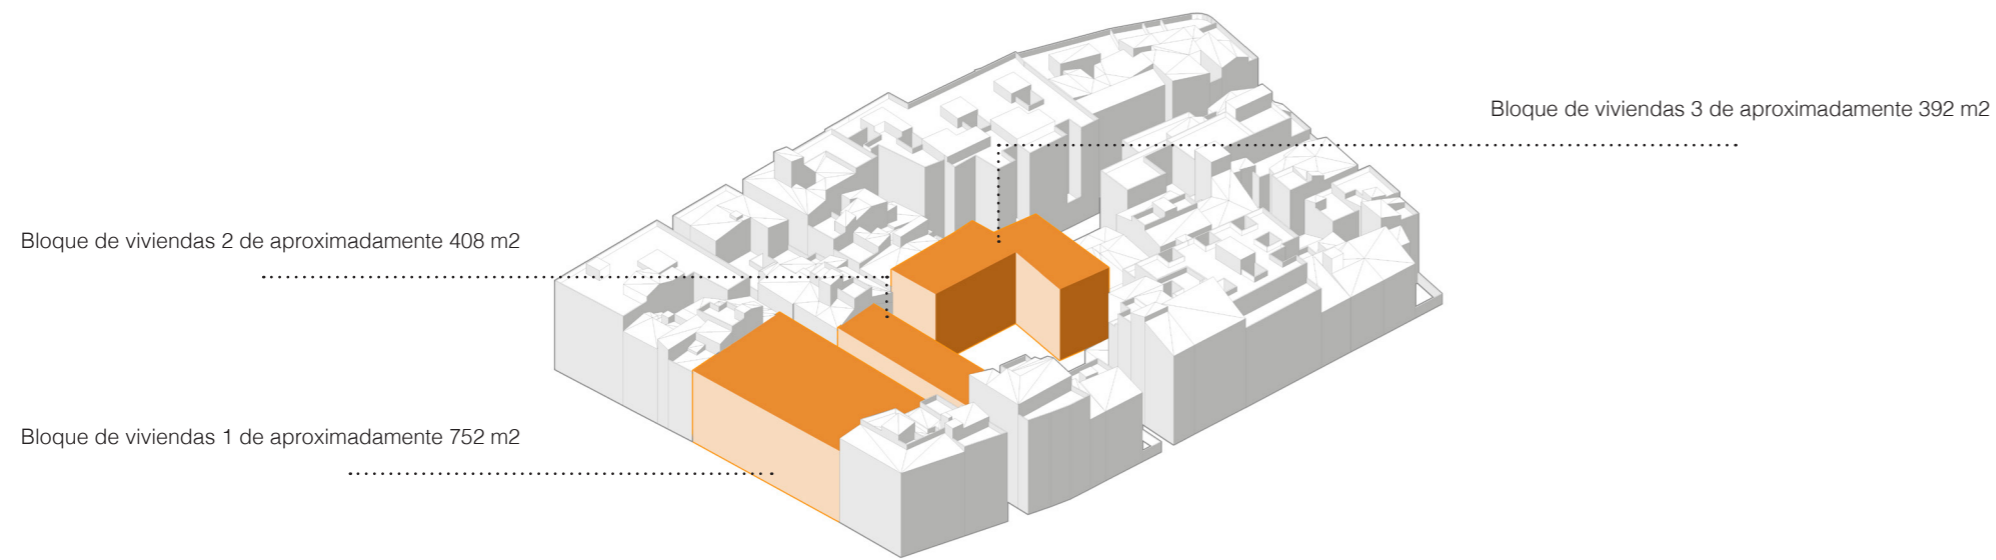 Bloque de viviendas 3 de aproximadamente 392 m2
Bloque de viviendas 2 de aproximadamente 408 m2
Bloque de viviendas 1 de aproximadamente 752 m2